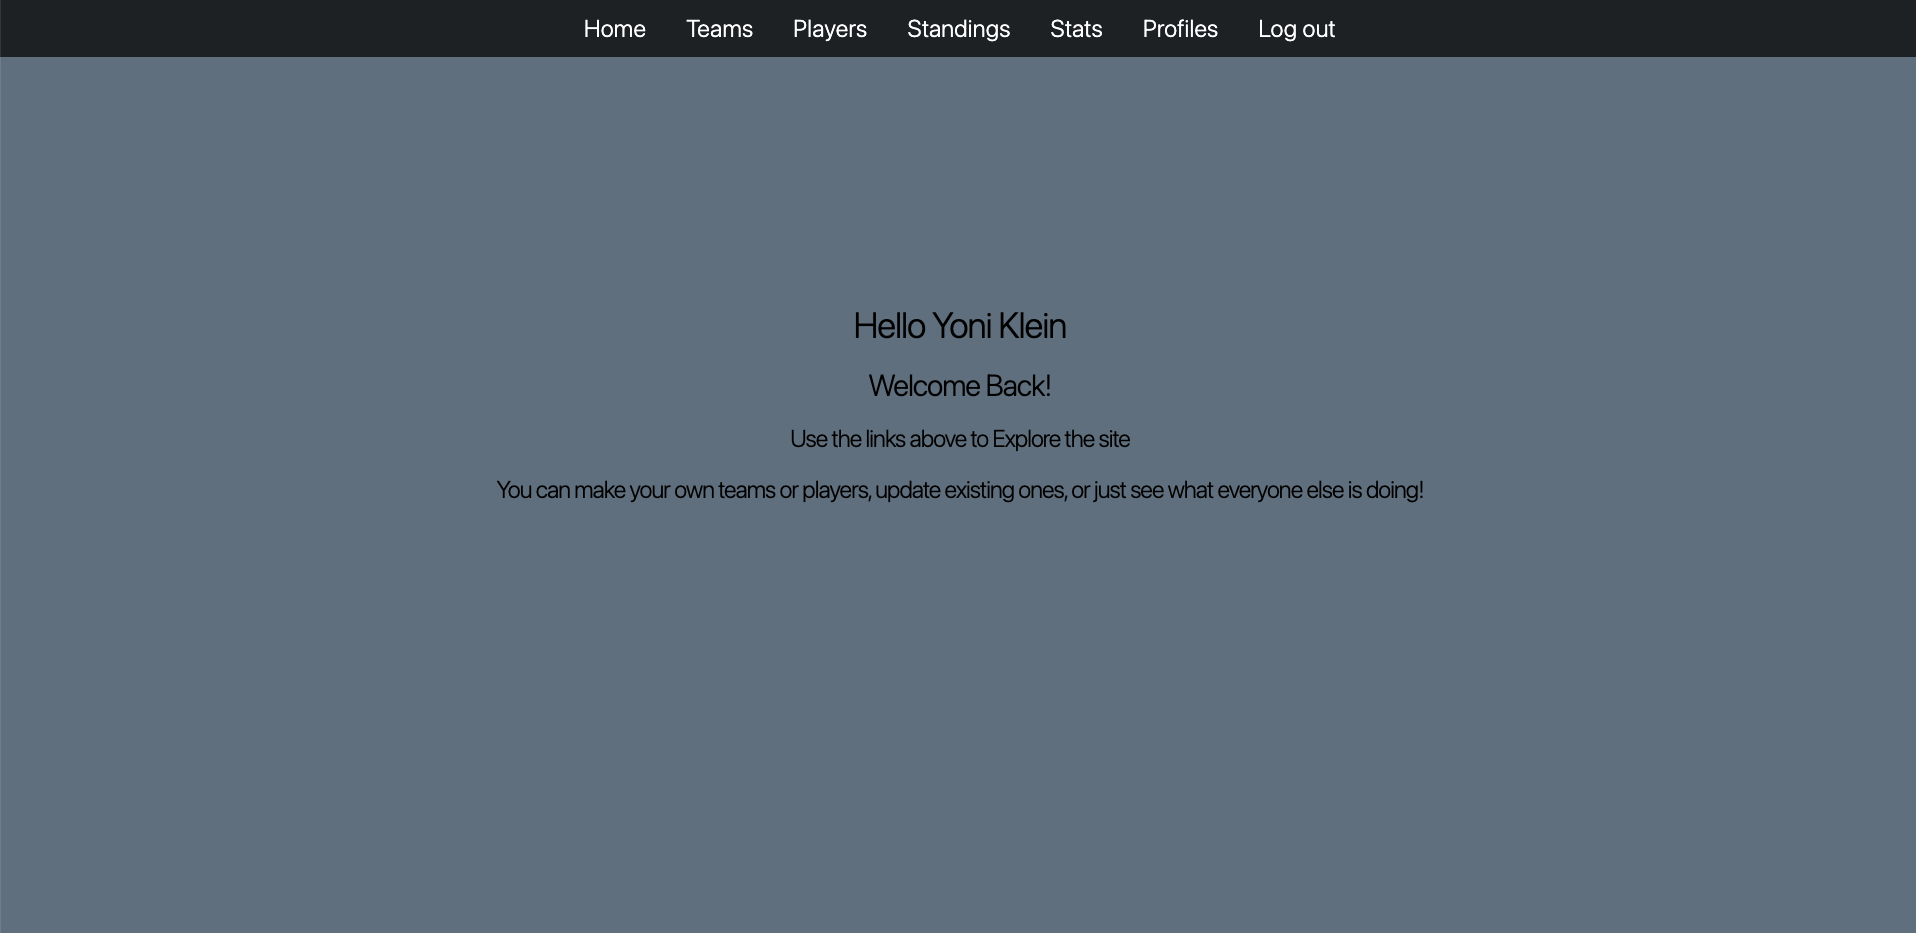 Home Teams Players Standings Stats Profiles Log out
Hello Yoni Klein
Welcome Back!
Use the links above to Explore the site
You can make your own teams or players, update existing ones, or just see what everyone else is doing!